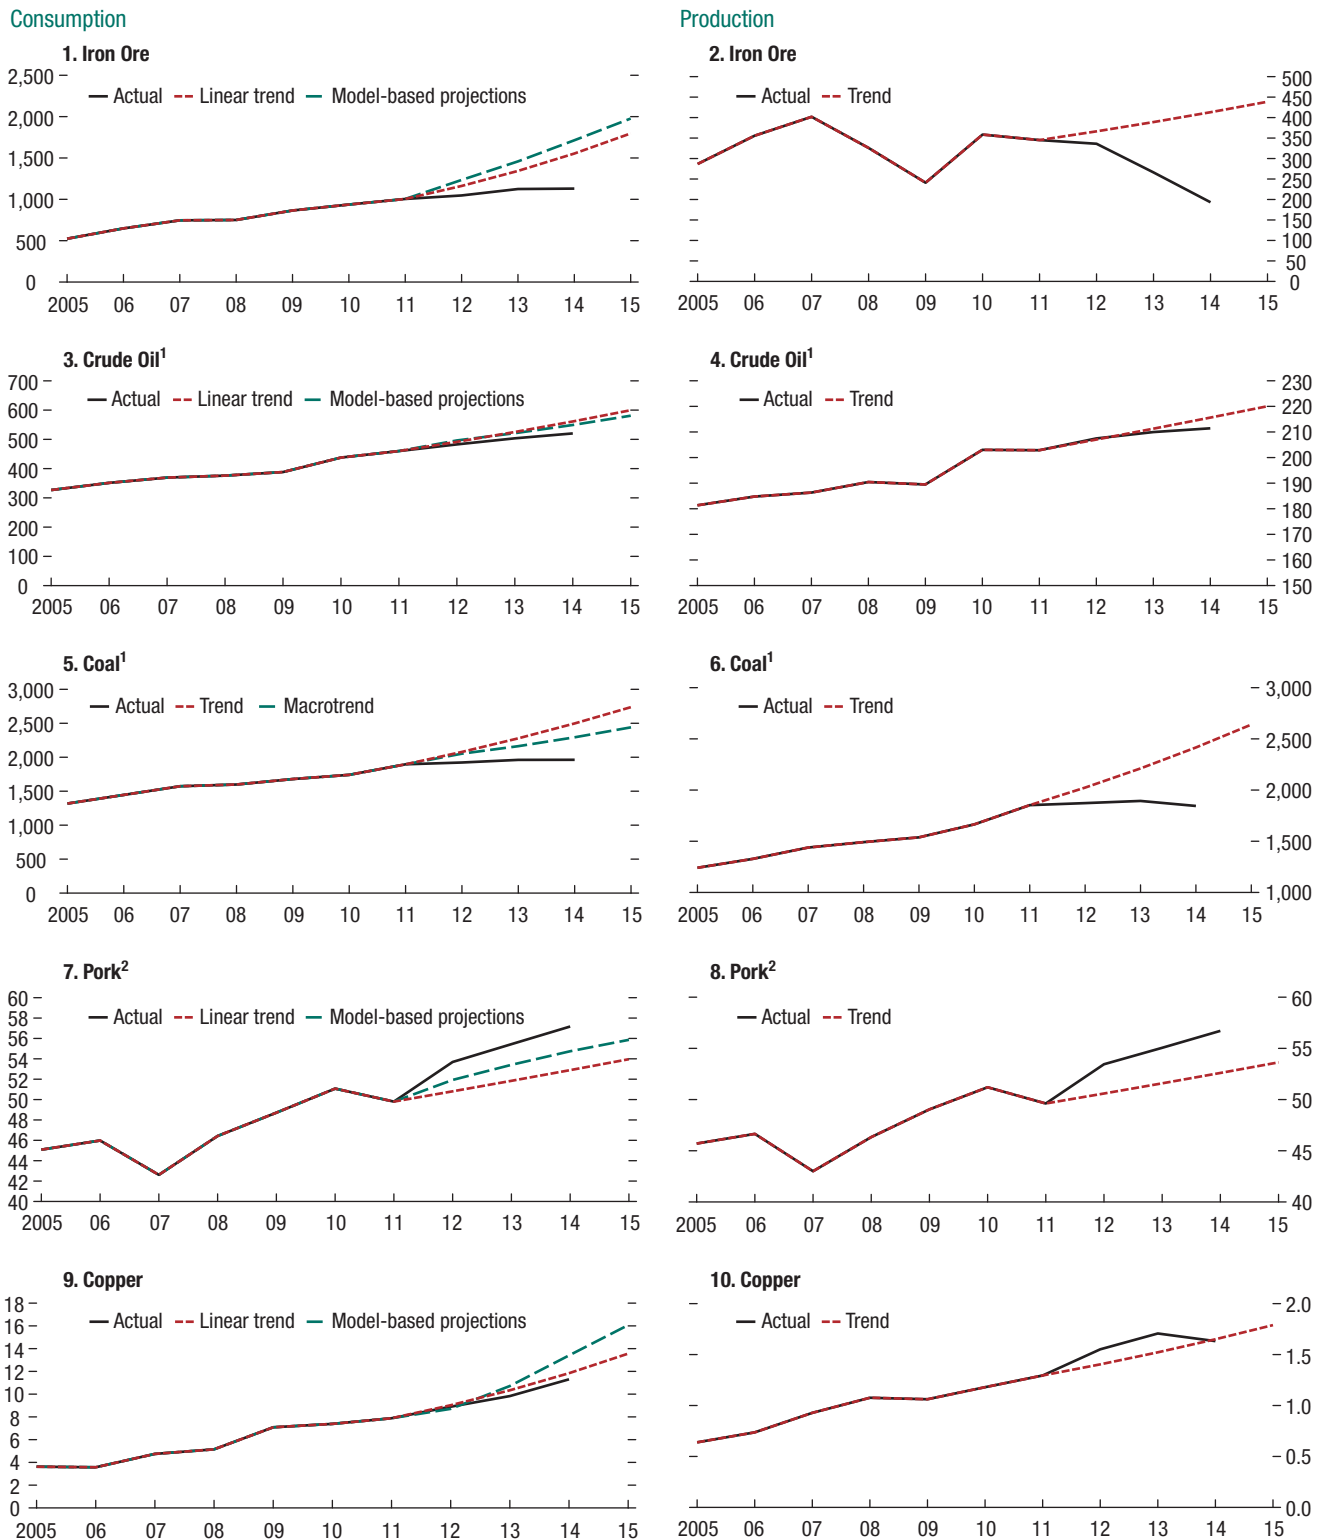 Consumption
Production
1. Iron Ore
2,500
2,000
1,500
1,000
500
0
Actual Linear trend Model-based projections
2005 06 07 08 09 10 11 12 13 14 15
2. Iron Ore
Actual Trend
500
450
400
350
300
250
200
150
100
50
0
2005 06 07 08 09 10 11 12 13 14 15
3. Crude Oil¹
700
600
500
400
300
200
100
0
Actual Linear trend Model-based projections
2005 06 07 08 09 10 11 12 13 14 15
4. Crude Oil¹
Actual Trend
230
220
210
200
190
180
170
160
150
2005 06 07 08 09 10 11 12 13 14 15
5. Coal¹
3,000
2,500
2,000
1,500
1,000
500
0
Actual Trend Macrotrend
2005 06 07 08 09 10 11 12 13 14 15
6. Coal¹
Actual Trend
3,000
2,500
2,000
1,500
1,000
2005 06 07 08 09 10 11 12 13 14 15
7. Pork²
60
58
56
54
52
50
48
46
44
42
40
Actual Linear trend Model-based projections
2005 06 07 08 09 10 11 12 13 14 15
8. Pork²
Actual Trend
60
55
50
45
40
2005 06 07 08 09 10 11 12 13 14 15
9. Copper
18
16
14
12
10
8
6
4
2
0
Actual Linear trend Model-based projections
2005 06 07 08 09 10 11 12 13 14 15
10. Copper
Actual Trend
2.0
1.5
1.0
0.5
0.0
2005 06 07 08 09 10 11 12 13 14 15